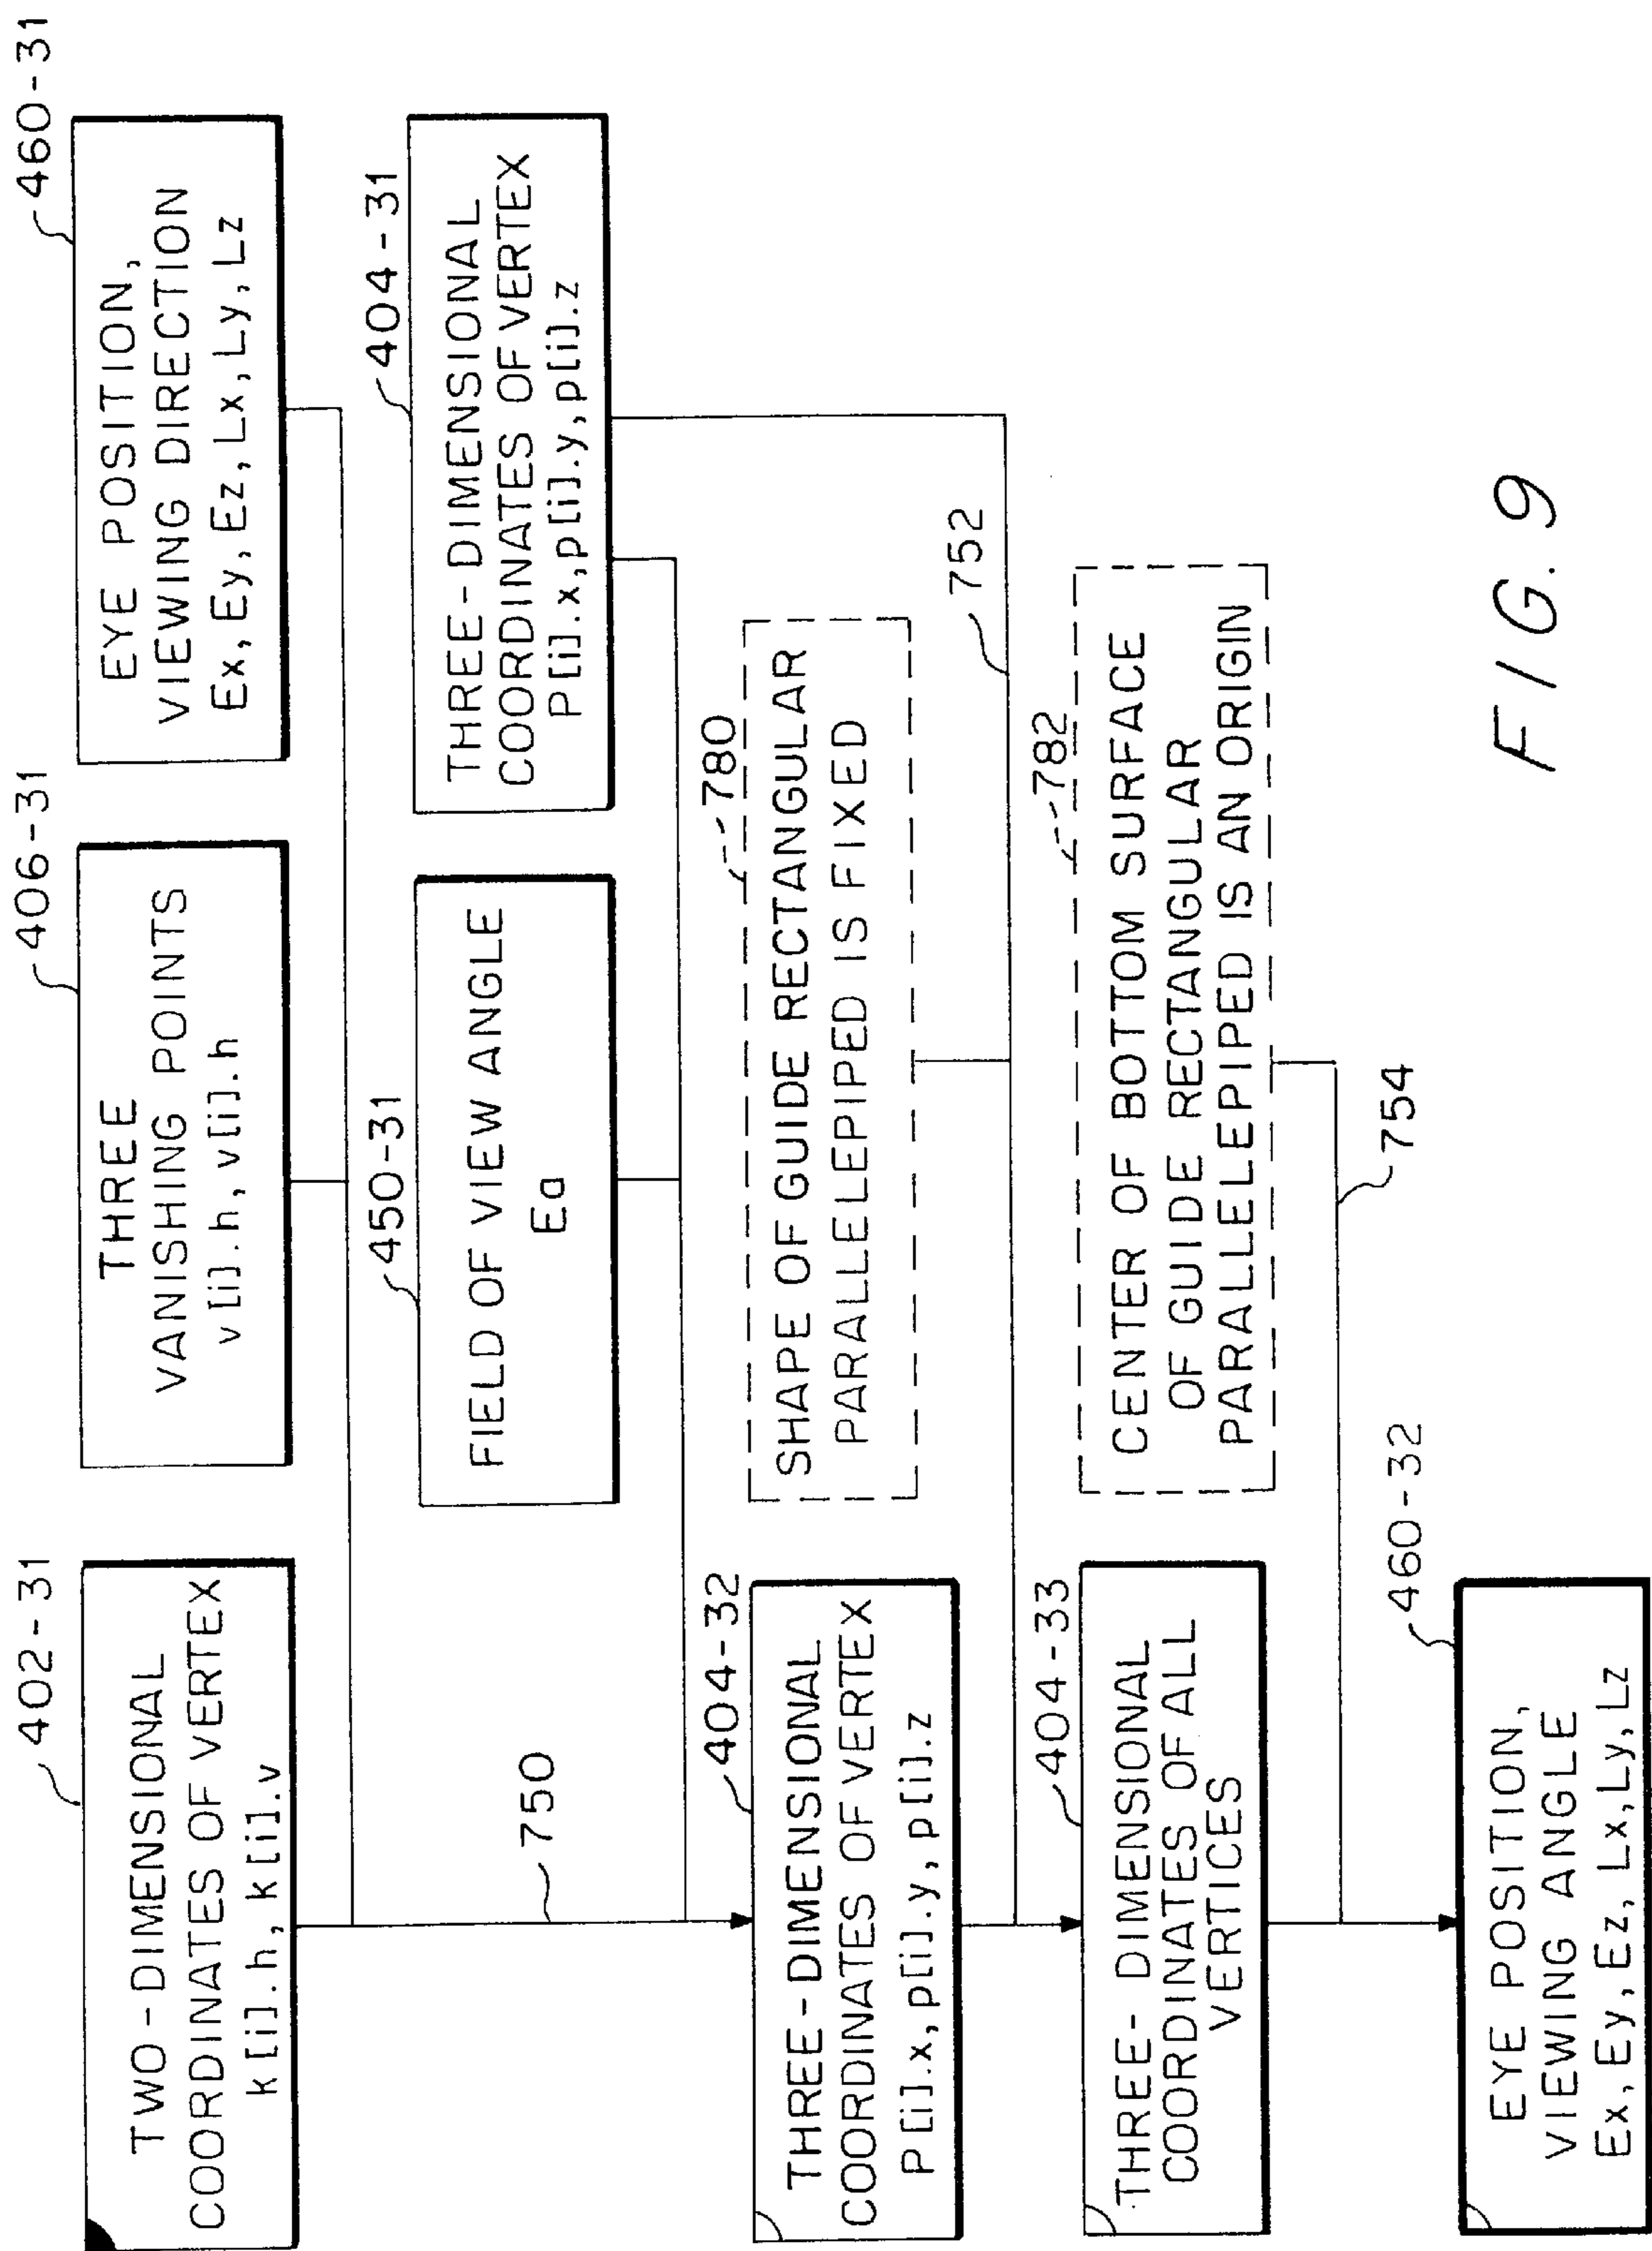 402-31
TWO-DIMENSIONAL
COORDINATES OF VERTEX
k[i].h, k[i].v
406-31
THREE
VANISHING POINTS
v[i].h, v[i].h
460-31
EYE POSITION,
VIEWING DIRECTION
Ex, Ey, Ez, Lx, Ly, Lz
750
450-31
FIELD OF VIEW ANGLE
Ea
404-31
THREE-DIMENSIONAL
COORDINATES OF VERTEX
P[i].x, p[i].y, p[i].z
404-32
THREE-DIMENSIONAL
COORDINATES OF VERTEX
P[i].x, p[i].y, p[i].z
780
SHAPE OF GUIDE RECTANGULAR
PARALLELEPIPED IS FIXED
752
404-33
THREE-DIMENSIONAL
COORDINATES OF ALL
VERTICES
782
CENTER OF BOTTOM SURFACE
OF GUIDE RECTANGULAR
PARALLELEPIPED IS AN ORIGIN
754
460-32
EYE POSITION,
VIEWING ANGLE
Ex, Ey, Ez, Lx, Ly, Lz
FIG. 9